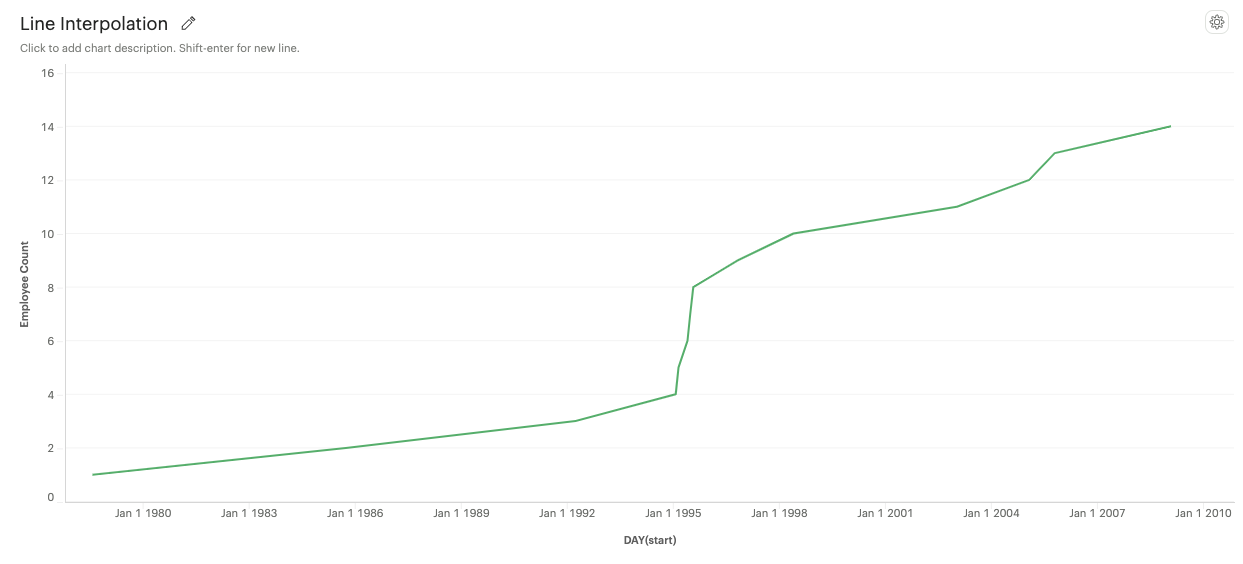 Line Interpolation
Click to add chart description. Shift-enter for new line.
16
14
12
10
8
6
4
2
0
Employee Count
Jan 1 1980 Jan 1 1983 Jan 1 1986 Jan 1 1989 Jan 1 1992 Jan 1 1995 Jan 1 1998 Jan 1 2001 Jan 1 2004 Jan 1 2007 Jan 1 2010
DAY(start)